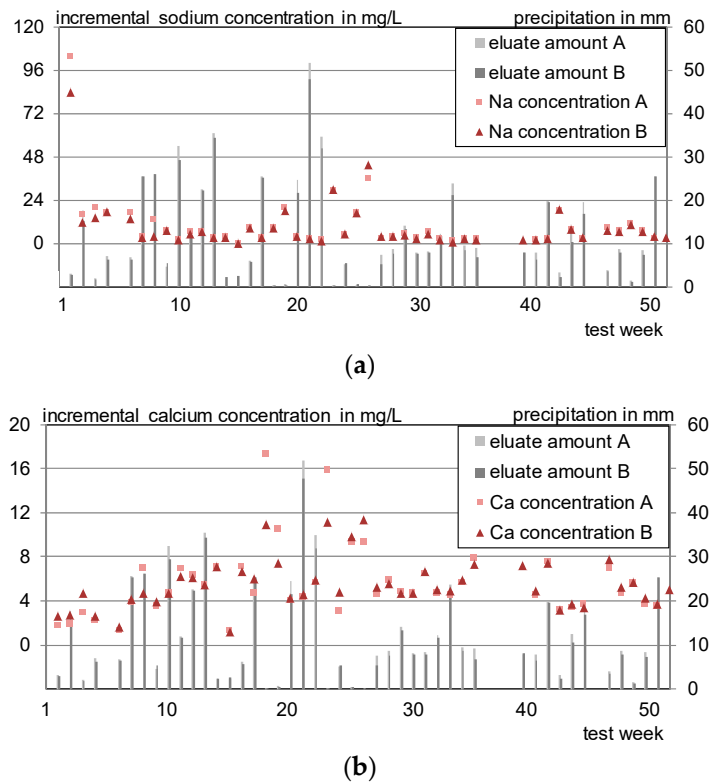 incremental sodium concentration in mg/L precipitation in mm
120 60
eluate amount A
96 50
eluate amount B
72 Na concentration A 40
Na concentration B
48 30
24 20
0 10
0
1 10 20 30 40 50
test week
(a)
incremental calcium concentration in mg/L precipitation in mm
20 60
eluate amount A
16 50
eluate amount B
12 Ca concentration A 40
Ca concentration B
8 30
4 20
0 10
0
1 10 20 30 40 50
test week
(b)